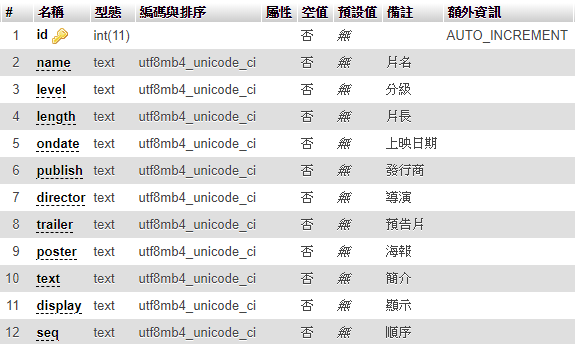 # 名稱 型態 編碼與排序 屬性 空值 預設值 備註 額外資訊
1 id int(11) 否 無 AUTO_INCREMENT
2 name text utf8mb4_unicode_ci 否 無 片名
3 level text utf8mb4_unicode_ci 否 無 分級
4 length text utf8mb4_unicode_ci 否 無 片長
5 ondate text utf8mb4_unicode_ci 否 無 上映日期
6 publish text utf8mb4_unicode_ci 否 無 發行商
7 director text utf8mb4_unicode_ci 否 無 導演
8 trailer text utf8mb4_unicode_ci 否 無 預告片
9 poster text utf8mb4_unicode_ci 否 無 海報
10 text text utf8mb4_unicode_ci 否 無 簡介
11 display text utf8mb4_unicode_ci 否 無 顯示
12 seq text utf8mb4_unicode_ci 否 無 順序